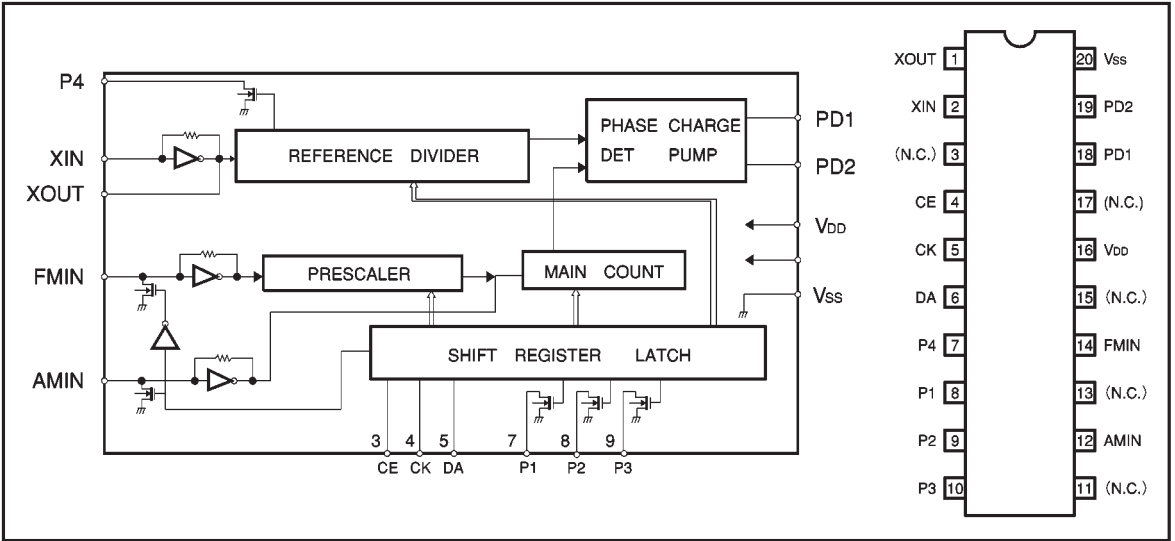 P4
XIN
XOUT
FMIN
AMIN
REFERENCE DIVIDER
PHASE CHARGE
DET PUMP
PRESCALER
MAIN COUNT
SHIFT REGISTER LATCH
PD1
PD2
VDD
VSS
3 4 5 7 8 9
CE CK DA P1 P2 P3
XOUT 1 20 VSS
XIN 2 19 PD2
(N.C.) 3 18 PD1
CE 4 17 (N.C.)
CK 5 16 VDD
DA 6 15 (N.C.)
P4 7 14 FMIN
P1 8 13 (N.C.)
P2 9 12 AMIN
P3 10 11 (N.C.)